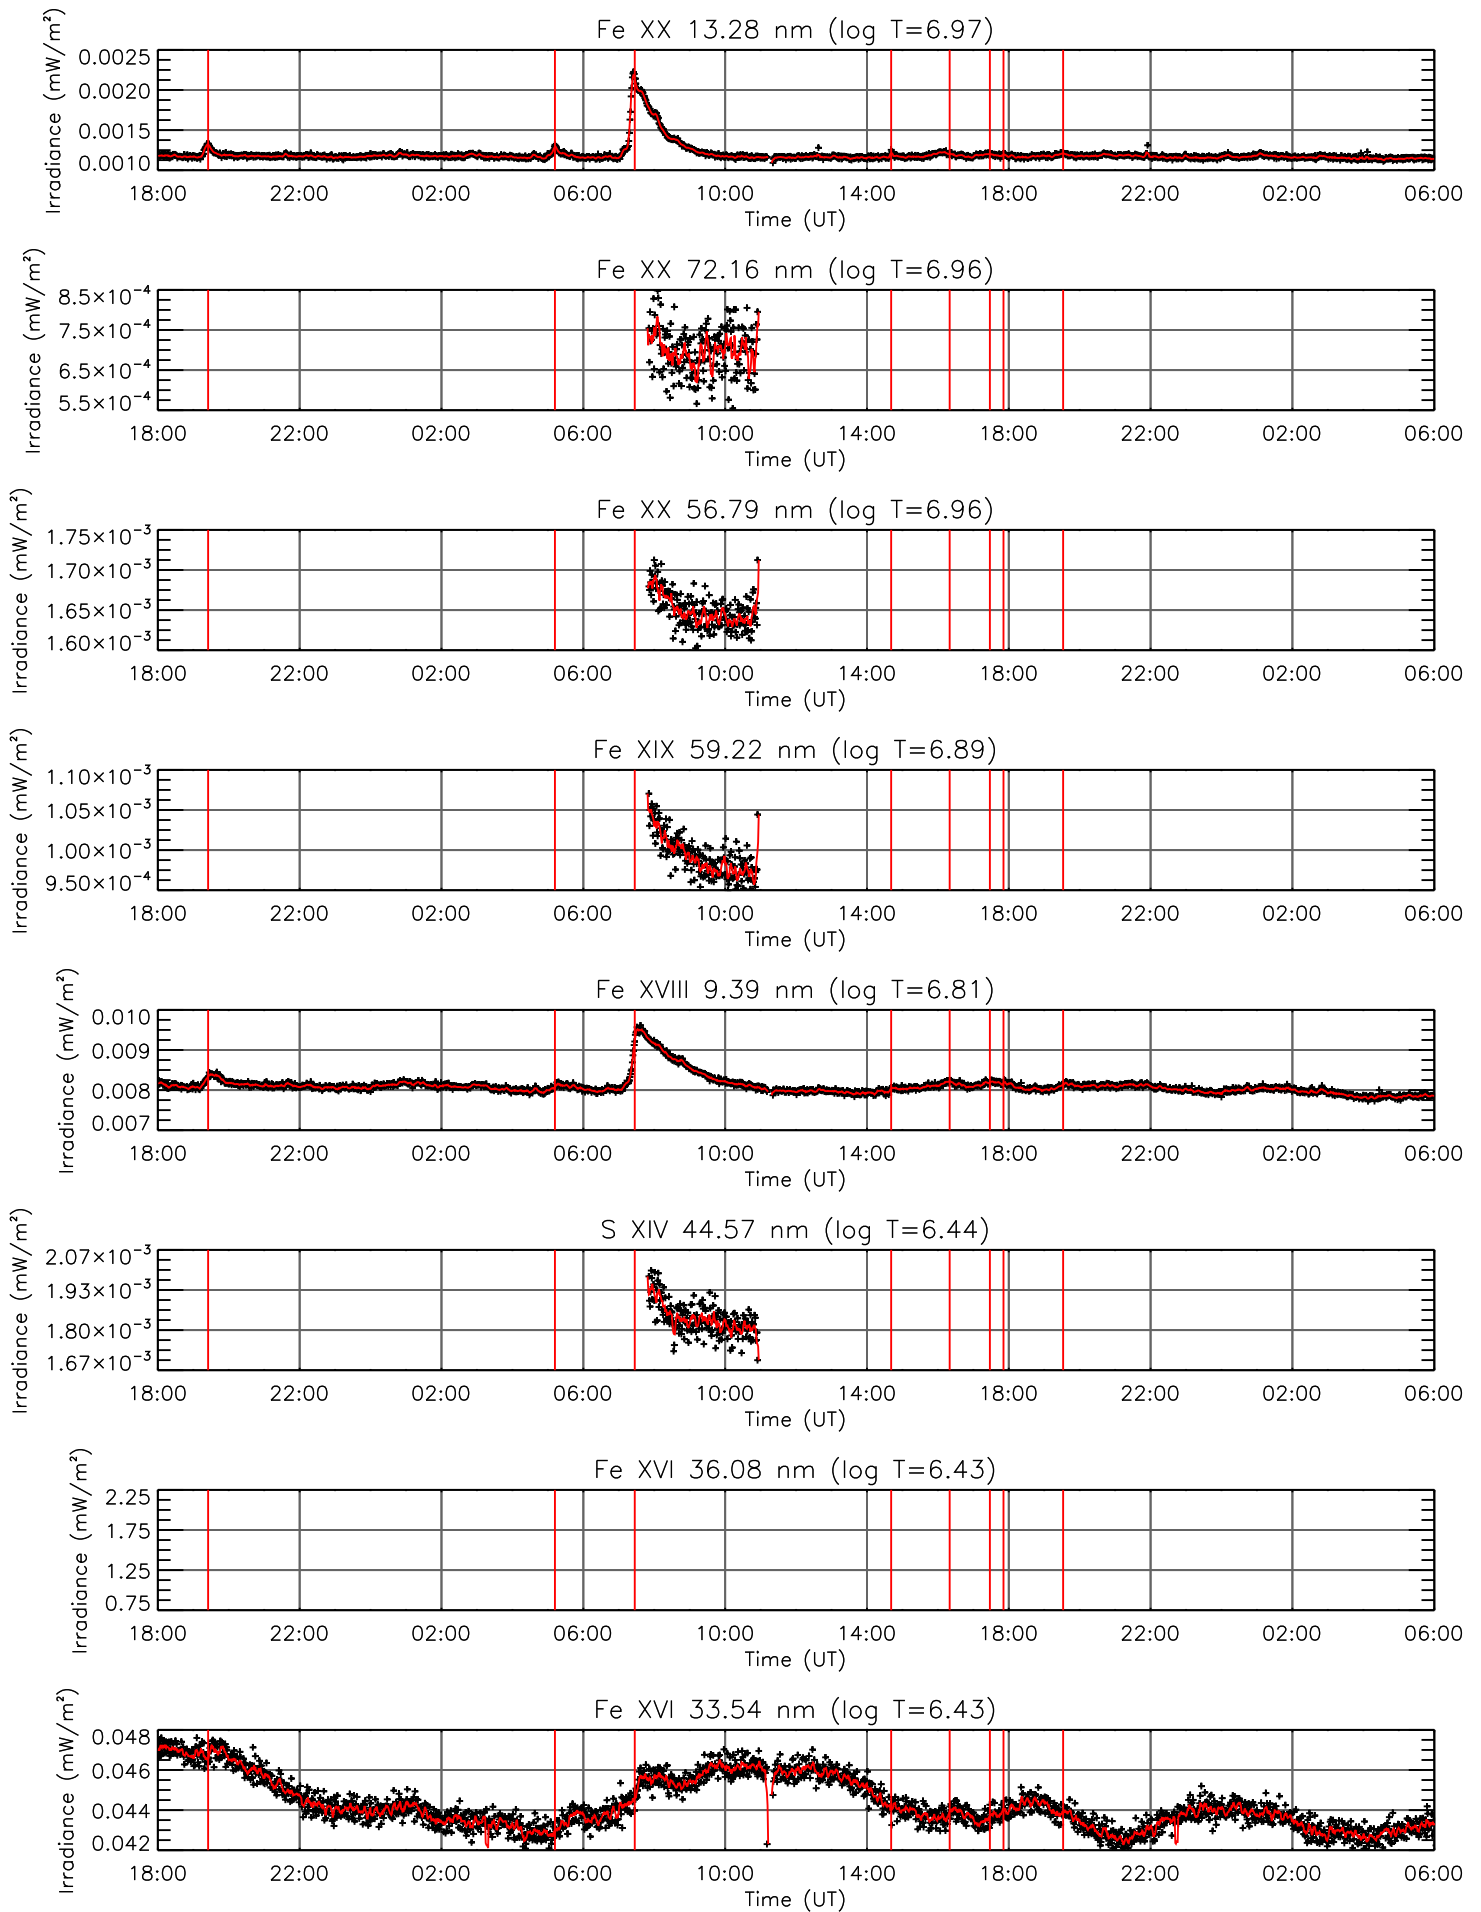 Fe XX 13.28 nm (log T=6.97)
Irradiance (mW/m²)
0.0025
0.0020
0.0015
0.0010
18:00 22:00 02:00 06:00 10:00 14:00 18:00 22:00 02:00 06:00
Time (UT)
Fe XX 72.16 nm (log T=6.96)
Irradiance (mW/m²)
8.5×10⁻⁴
7.5×10⁻⁴
6.5×10⁻⁴
5.5×10⁻⁴
18:00 22:00 02:00 06:00 10:00 14:00 18:00 22:00 02:00 06:00
Time (UT)
Fe XX 56.79 nm (log T=6.96)
Irradiance (mW/m²)
1.75×10⁻³
1.70×10⁻³
1.65×10⁻³
1.60×10⁻³
18:00 22:00 02:00 06:00 10:00 14:00 18:00 22:00 02:00 06:00
Time (UT)
Fe XIX 59.22 nm (log T=6.89)
Irradiance (mW/m²)
1.10×10⁻³
1.05×10⁻³
1.00×10⁻³
9.50×10⁻⁴
18:00 22:00 02:00 06:00 10:00 14:00 18:00 22:00 02:00 06:00
Time (UT)
Fe XVIII 9.39 nm (log T=6.81)
Irradiance (mW/m²)
0.010
0.009
0.008
0.007
18:00 22:00 02:00 06:00 10:00 14:00 18:00 22:00 02:00 06:00
Time (UT)
S XIV 44.57 nm (log T=6.44)
Irradiance (mW/m²)
2.07×10⁻³
1.93×10⁻³
1.80×10⁻³
1.67×10⁻³
18:00 22:00 02:00 06:00 10:00 14:00 18:00 22:00 02:00 06:00
Time (UT)
Fe XVI 36.08 nm (log T=6.43)
Irradiance (mW/m²)
2.25
1.75
1.25
0.75
18:00 22:00 02:00 06:00 10:00 14:00 18:00 22:00 02:00 06:00
Time (UT)
Fe XVI 33.54 nm (log T=6.43)
Irradiance (mW/m²)
0.048
0.046
0.044
0.042
18:00 22:00 02:00 06:00 10:00 14:00 18:00 22:00 02:00 06:00
Time (UT)